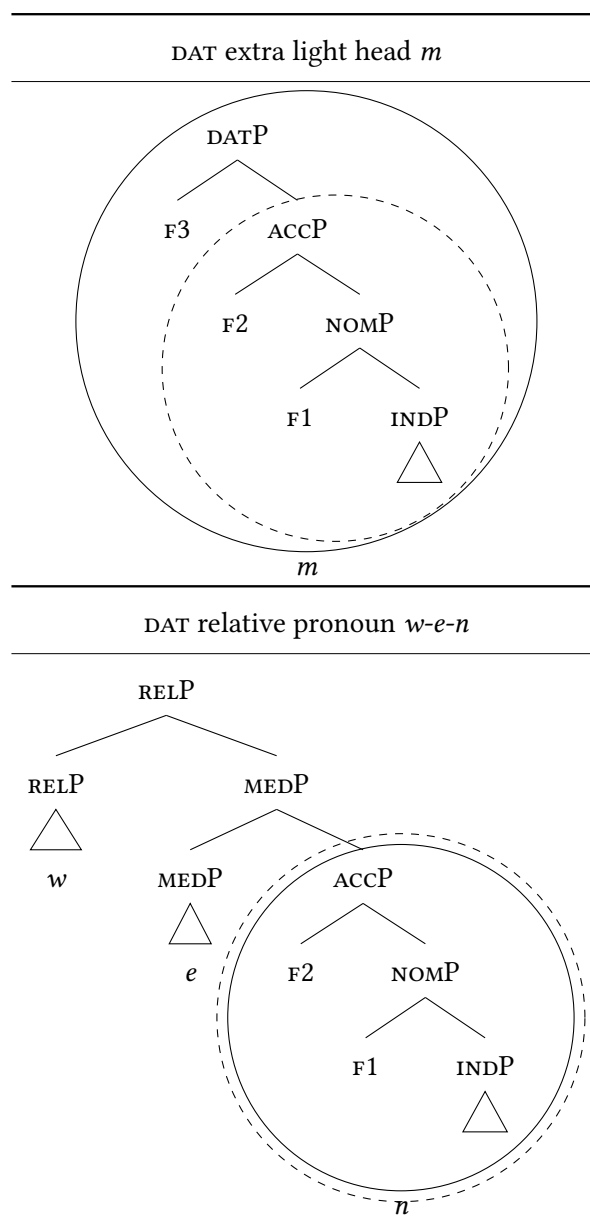 DAT extra light head m
DATP
F3 ACCP
F2 NOMP
F1 INDP
m
DAT relative pronoun w-e-n
RELP
RELP MEDP
w MEDP ACCP
e F2 NOMP
F1 INDP
n